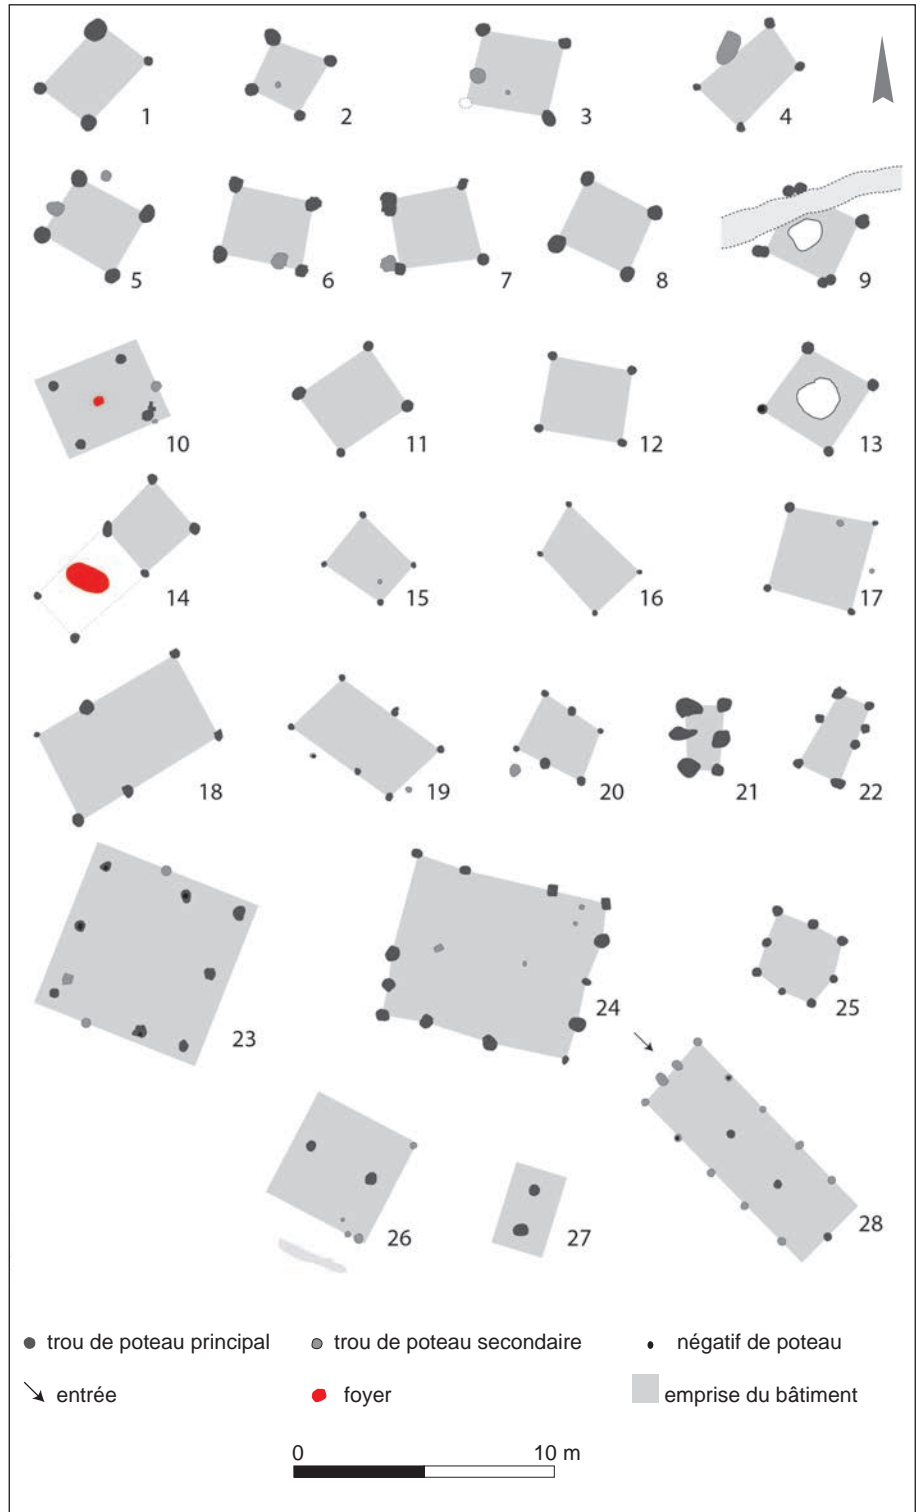 1 2 3 4
5 6 7 8 9
10 11 12 13
14 15 16 17
18 19 20 21 22
23 24 25
26 27 28
trou de poteau principal trou de poteau secondaire négatif de poteau
entrée foyer emprise du bâtiment
0 10 m